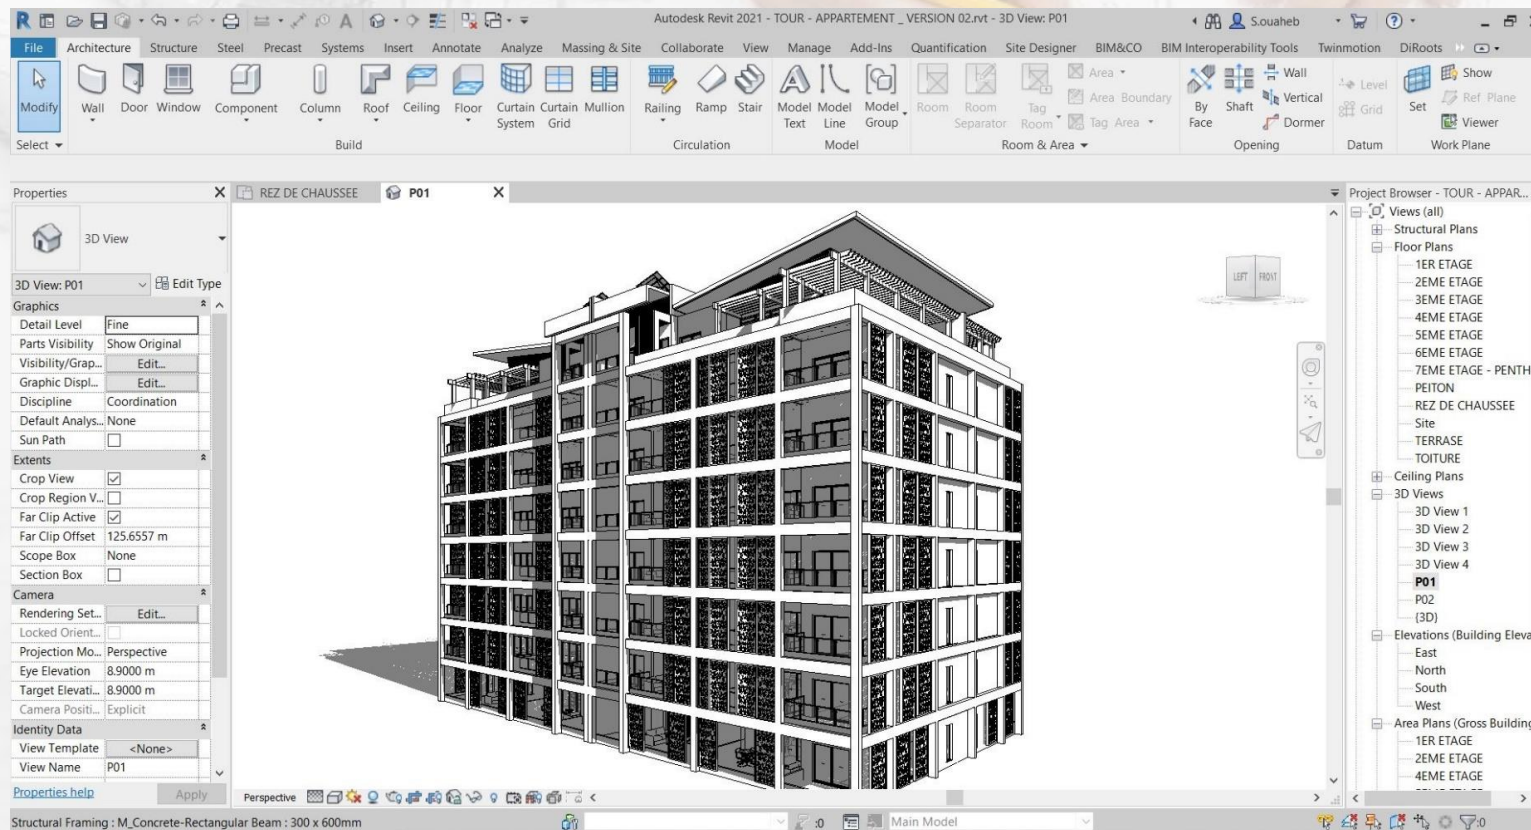 Autodesk Revit 2021 - TOUR - APPARTEMENT _ VERSION 02.rvt - 3D View: P01
S.ouaheb
File Architecture Structure Steel Precast Systems Insert Annotate Analyze Massing & Site Collaborate View Manage Add-Ins Quantification Site Designer BIM&CO BIM Interoperability Tools Twinmotion DiRoots
Modify Wall Door Window Component Column Roof Ceiling Floor Curtain System Curtain Grid Mullion Railing Ramp Stair Model Text Model Line Model Group Room Room Separator Tag Room By Face Shaft Set
Area
Area Boundary
Tag Area
Wall
Vertical
Dormer
Level
Grid
Show
Ref Plane
Viewer
Select Build Circulation Model Room & Area Opening Datum Work Plane
Properties
REZ DE CHAUSSEE P01
3D View
3D View: P01 Edit Type
Graphics
Detail Level Fine
Parts Visibility Show Original
Visibility/Grap... Edit...
Graphic Displ... Edit...
Discipline Coordination
Default Analys... None
Sun Path
Extents
Crop View
Crop Region V...
Far Clip Active
Far Clip Offset 125.6557 m
Scope Box None
Section Box
Camera
Rendering Set... Edit...
Locked Orient...
Projection Mo... Perspective
Eye Elevation 8.9000 m
Target Elevati... 8.9000 m
Camera Positi... Explicit
Identity Data
View Template <None>
View Name P01
Properties help Apply
LEFT FRONT
Perspective
Project Browser - TOUR - APPAR...
Views (all)
Structural Plans
Floor Plans
1ER ETAGE
2EME ETAGE
3EME ETAGE
4EME ETAGE
5EME ETAGE
6EME ETAGE
7EME ETAGE - PENTH
PEITON
REZ DE CHAUSSEE
Site
TERRASE
TOITURE
Ceiling Plans
3D Views
3D View 1
3D View 2
3D View 3
3D View 4
P01
P02
{3D}
Elevations (Building Eleva
East
North
South
West
Area Plans (Gross Building
1ER ETAGE
2EME ETAGE
4EME ETAGE
Structural Framing : M_Concrete-Rectangular Beam : 300 x 600mm
:0
Main Model
:0